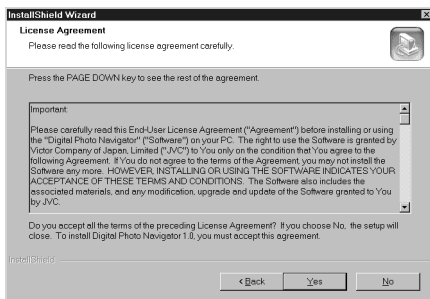 InstallShield Wizard
License Agreement
Please read the following license agreement carefully.
Press the PAGE DOWN key to see the rest of the agreement.
Important:
Please carefully read this End-User License Agreement ("Agreement") before installing or using
the "Digital Photo Navigator" ("Software") on your PC. The right to use the Software is granted by
Victor Company of Japan, Limited ("JVC") to You only on the condition that You agree to the
following Agreement. If You do not agree to the terms of the Agreement, you may not install the
Software any more. HOWEVER, INSTALLING OR USING THE SOFTWARE INDICATES YOUR
ACCEPTANCE OF THESE TERMS AND CONDITIONS. The Software also includes the
associated materials, and any modification, upgrade and update of the Software granted to You
by JVC.
Do you accept all the terms of the preceding License Agreement? If you choose No, the setup will
close. To install Digital Photo Navigator 1.0, you must accept this agreement.
InstallShield
< Back
Yes
No